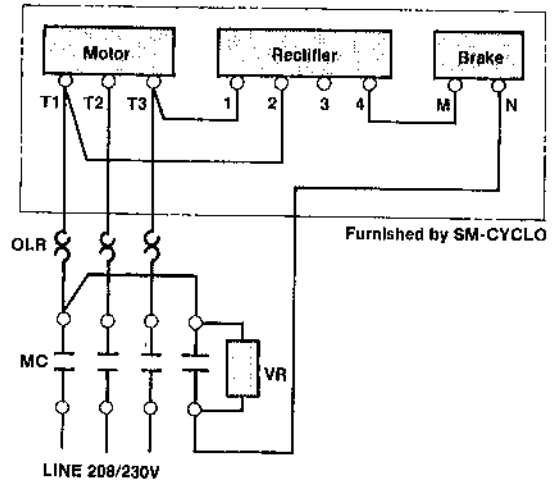 Motor Rectifier Brake
T1 T2 T3 1 2 3 4 M N
Furnished by SM-CYCLO
OLR
MC VR
LINE 208/230V